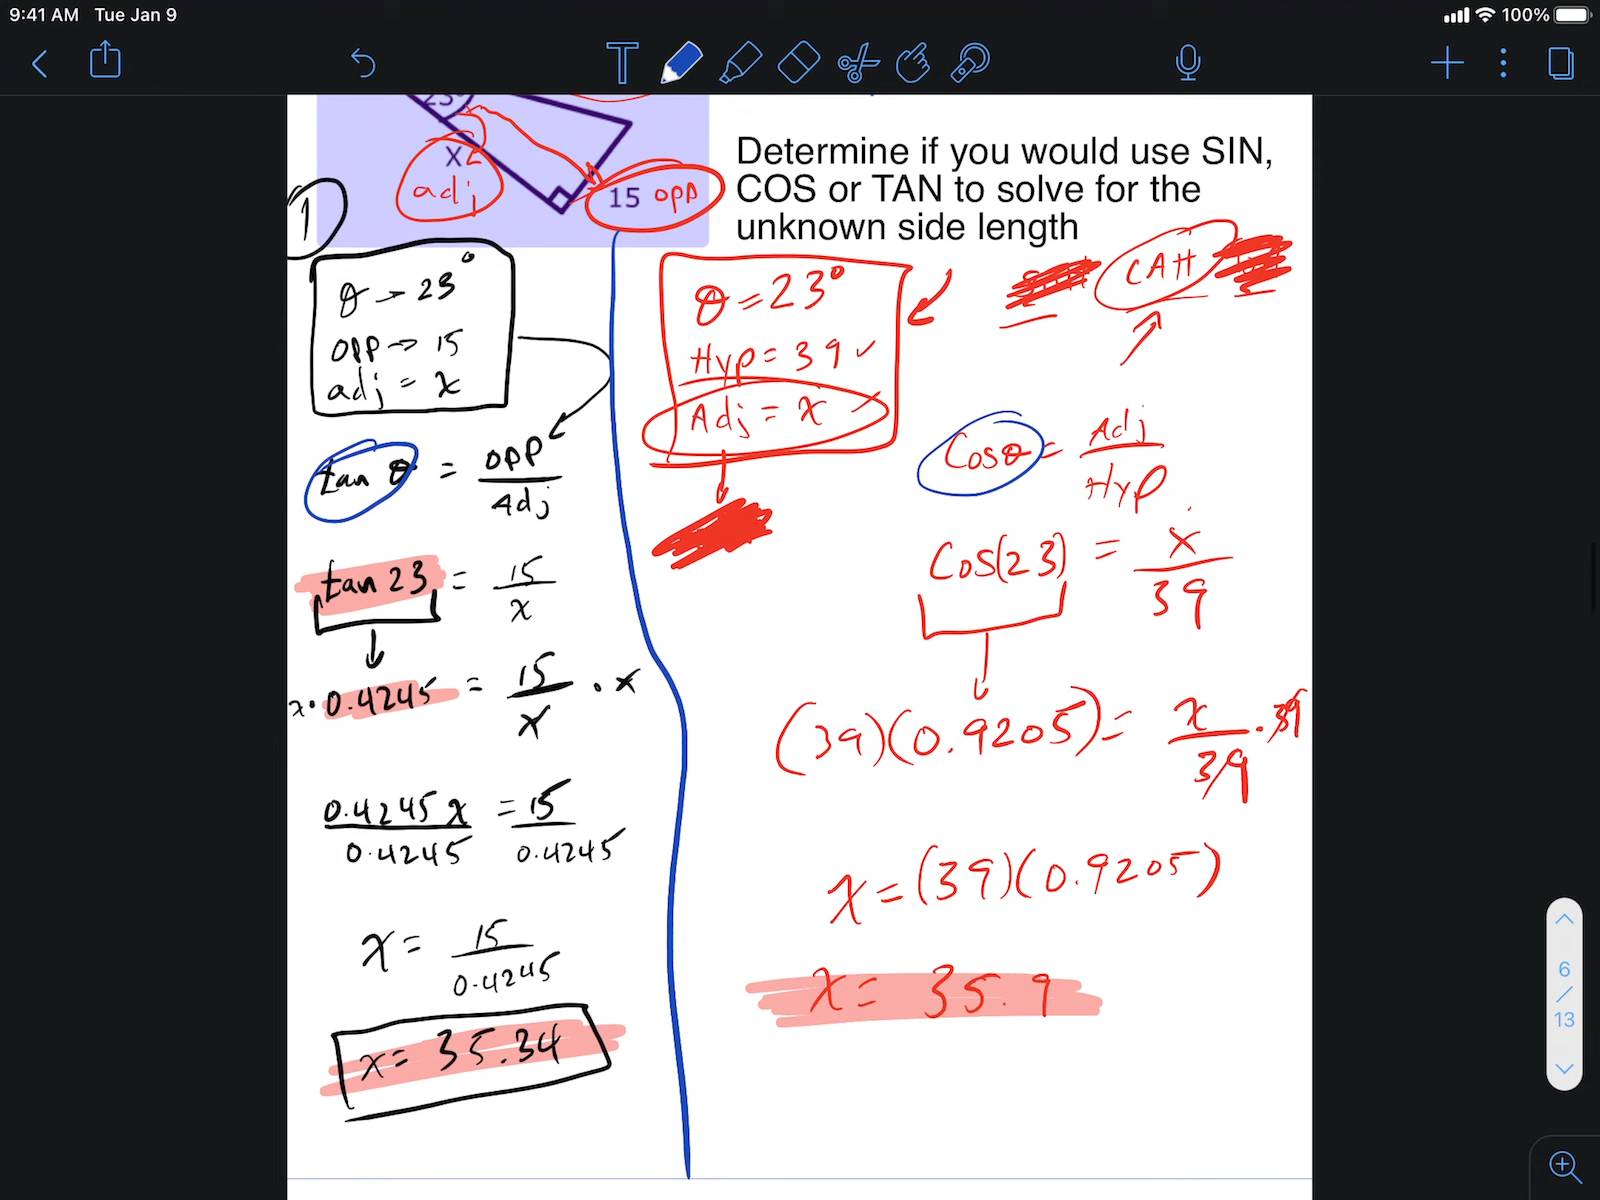 9:41 AM Tue Jan 9
100%
23°
x
adj
15 opp
Determine if you would use SIN,
COS or TAN to solve for the
unknown side length
1
θ → 23°
opp → 15
adj = x
tan θ = opp / Adj
tan 23 = 15 / x
x · 0.4245 = 15 / x · x
0.4245 x / 0.4245 = 15 / 0.4245
x = 15 / 0.4245
x = 35.34
CAH
θ = 23°
Hyp = 39 ✓
Adj = x ✓
Cosθ = Adj / Hyp
Cos(23) = x / 39
(39)(0.9205) = x / 39 · 39
x = (39)(0.9205)
x = 35.9
6
/
13